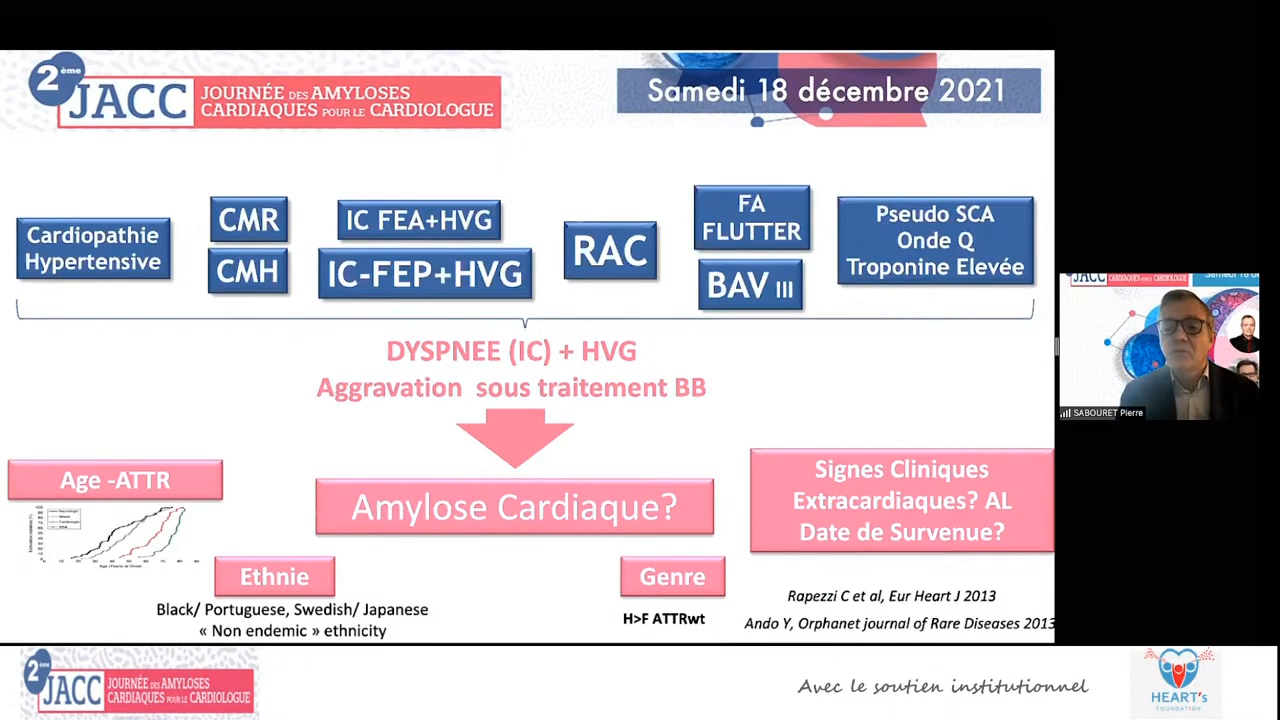 2ème
JACC
JOURNÉE DES AMYLOSES
CARDIAQUES POUR LE CARDIOLOGUE
Samedi 18 décembre 2021
Cardiopathie
Hypertensive
CMR
CMH
IC FEA+HVG
IC-FEP+HVG
RAC
FA
FLUTTER
BAV III
Pseudo SCA
Onde Q
Troponine Elevée
DYSPNEE (IC) + HVG
Aggravation sous traitement BB
Age -ATTR
Amylose Cardiaque?
Signes Cliniques
Extracardiaques? AL
Date de Survenue?
Ethnie
Black/ Portuguese, Swedish/ Japanese
« Non endemic » ethnicity
Genre
H>F ATTRwt
Rapezzi C et al, Eur Heart J 2013
Ando Y, Orphanet journal of Rare Diseases 2013
SABOURET Pierre
2ème
JACC
JOURNÉE DES AMYLOSES
CARDIAQUES POUR LE CARDIOLOGUE
Avec le soutien institutionnel
HEART's
FOUNDATION